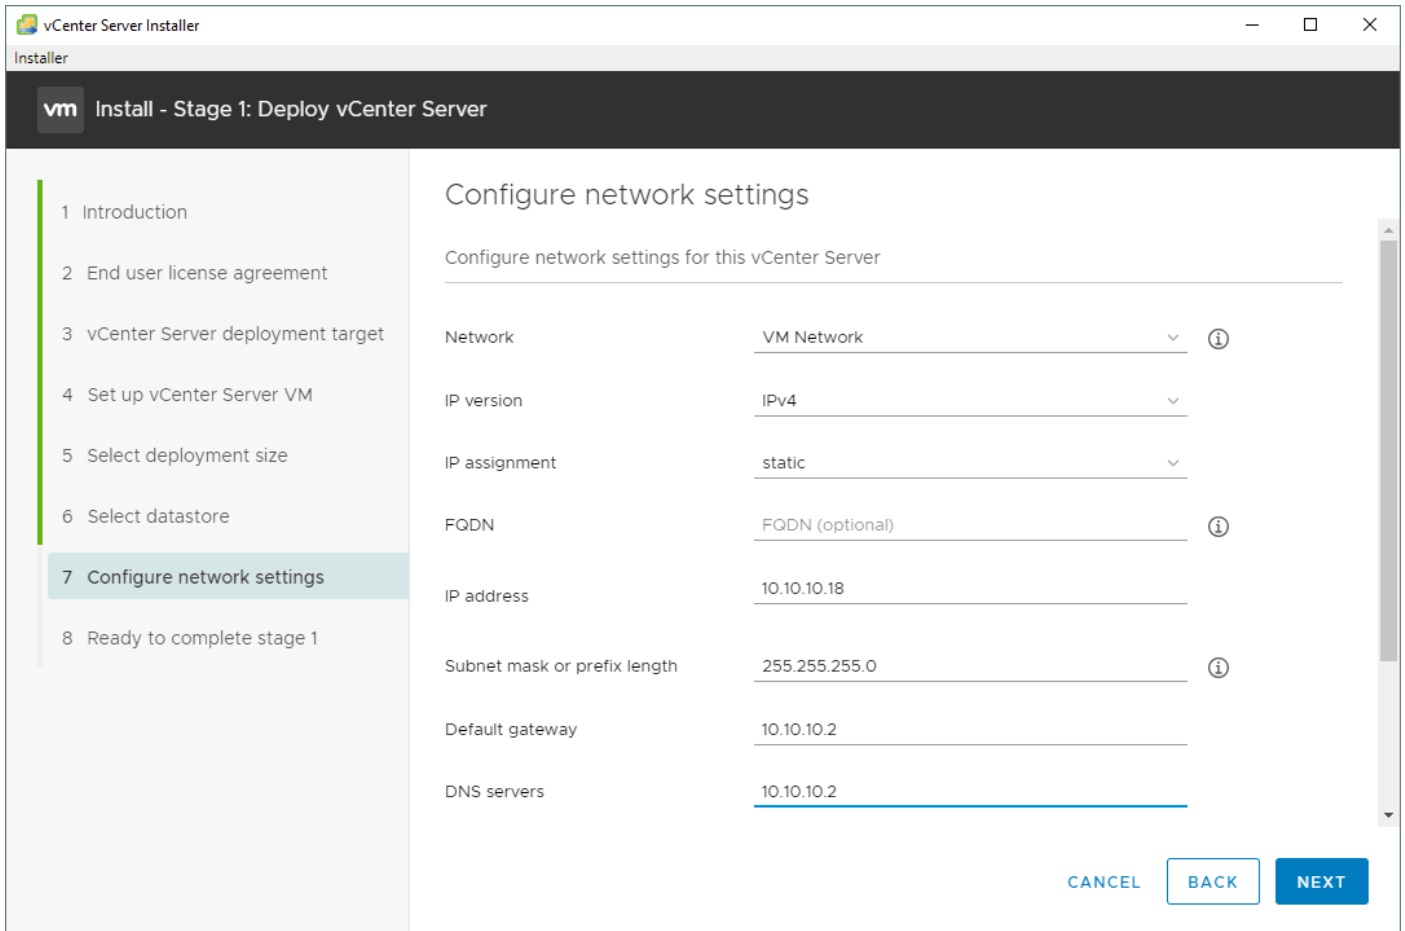 vCenter Server Installer
Installer
vm Install - Stage 1: Deploy vCenter Server
1 Introduction
2 End user license agreement
3 vCenter Server deployment target
4 Set up vCenter Server VM
5 Select deployment size
6 Select datastore
7 Configure network settings
8 Ready to complete stage 1
Configure network settings
Configure network settings for this vCenter Server
Network VM Network
IP version IPv4
IP assignment static
FQDN FQDN (optional)
IP address 10.10.10.18
Subnet mask or prefix length 255.255.255.0
Default gateway 10.10.10.2
DNS servers 10.10.10.2
CANCEL BACK NEXT